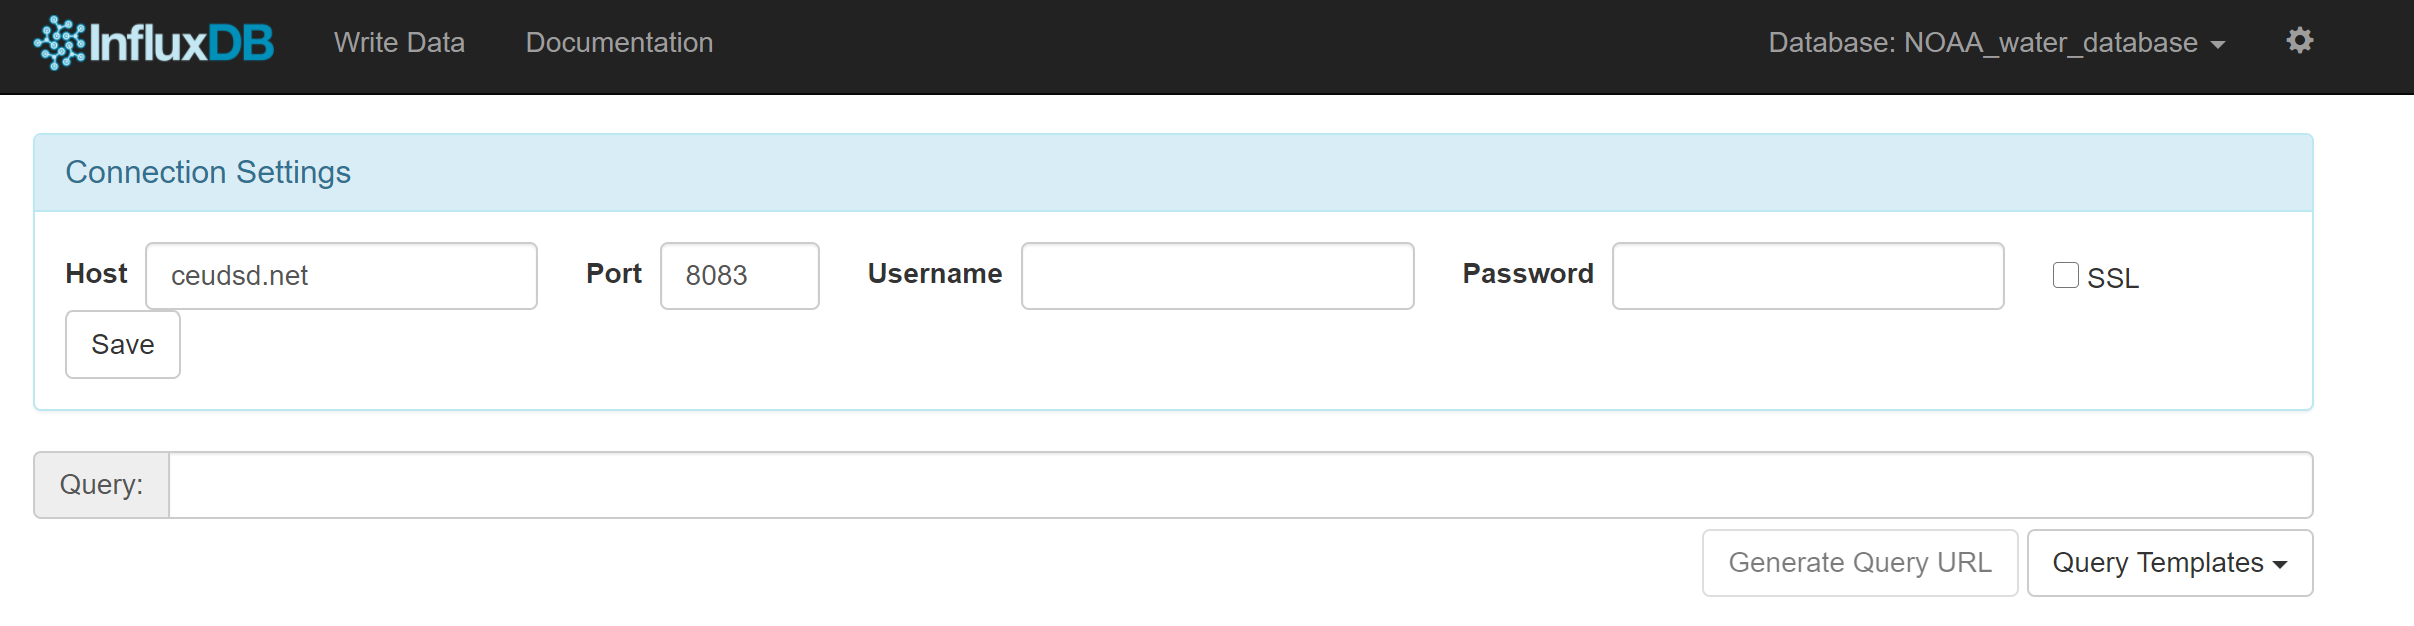 InfluxDB Write Data Documentation Database: NOAA_water_database
Connection Settings
Host ceudsd.net Port 8083 Username Password SSL
Save
Query:
Generate Query URL Query Templates